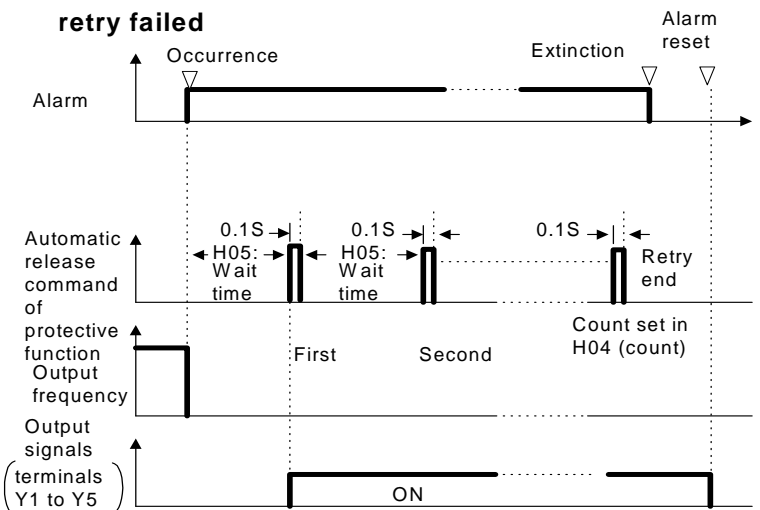 retry failed
Occurrence
Extinction
Alarm
reset
Alarm
0.1S
0.1S
0.1S
Automatic
release
command
of
protective
function
H05:
Wait
time
H05:
Wait
time
Retry
end
First
Second
Count set in
H04 (count)
Output
frequency
Output
signals
terminals
Y1 to Y5
ON